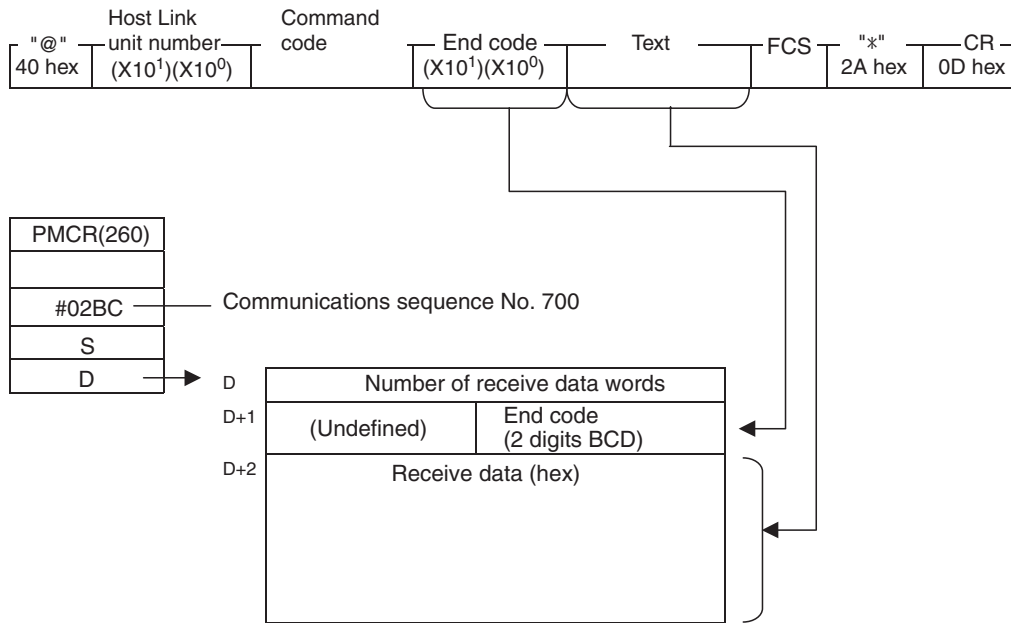 "@"
40 hex
Host Link
unit number
(X10¹)(X10⁰)
Command
code
End code
(X10¹)(X10⁰)
Text
FCS
"*"
2A hex
CR
0D hex
PMCR(260)
#02BC
Communications sequence No. 700
S
D
D
Number of receive data words
D+1
(Undefined)
End code
(2 digits BCD)
D+2
Receive data (hex)